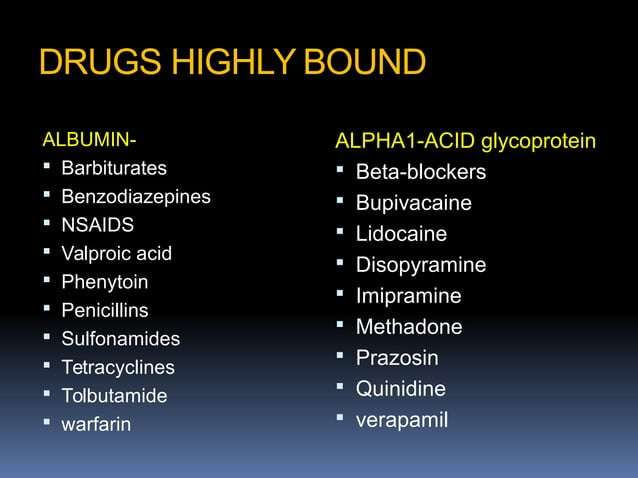 DRUGS HIGHLY BOUND
ALBUMIN-
▪ Barbiturates
▪ Benzodiazepines
▪ NSAIDS
▪ Valproic acid
▪ Phenytoin
▪ Penicillins
▪ Sulfonamides
▪ Tetracyclines
▪ Tolbutamide
▪ warfarin
ALPHA1-ACID glycoprotein
▪ Beta-blockers
▪ Bupivacaine
▪ Lidocaine
▪ Disopyramine
▪ Imipramine
▪ Methadone
▪ Prazosin
▪ Quinidine
▪ verapamil